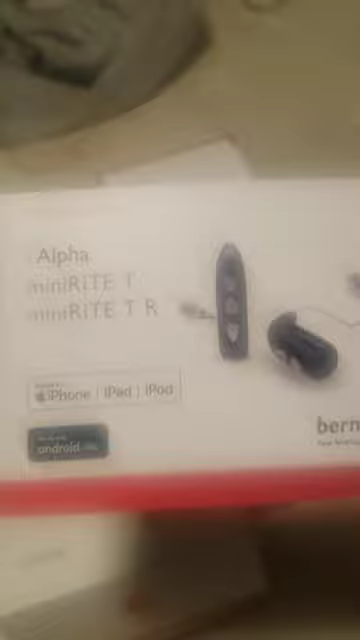 Alpha
miniRITE T
miniRITE T R
iPhone | iPad | iPod
android
bern